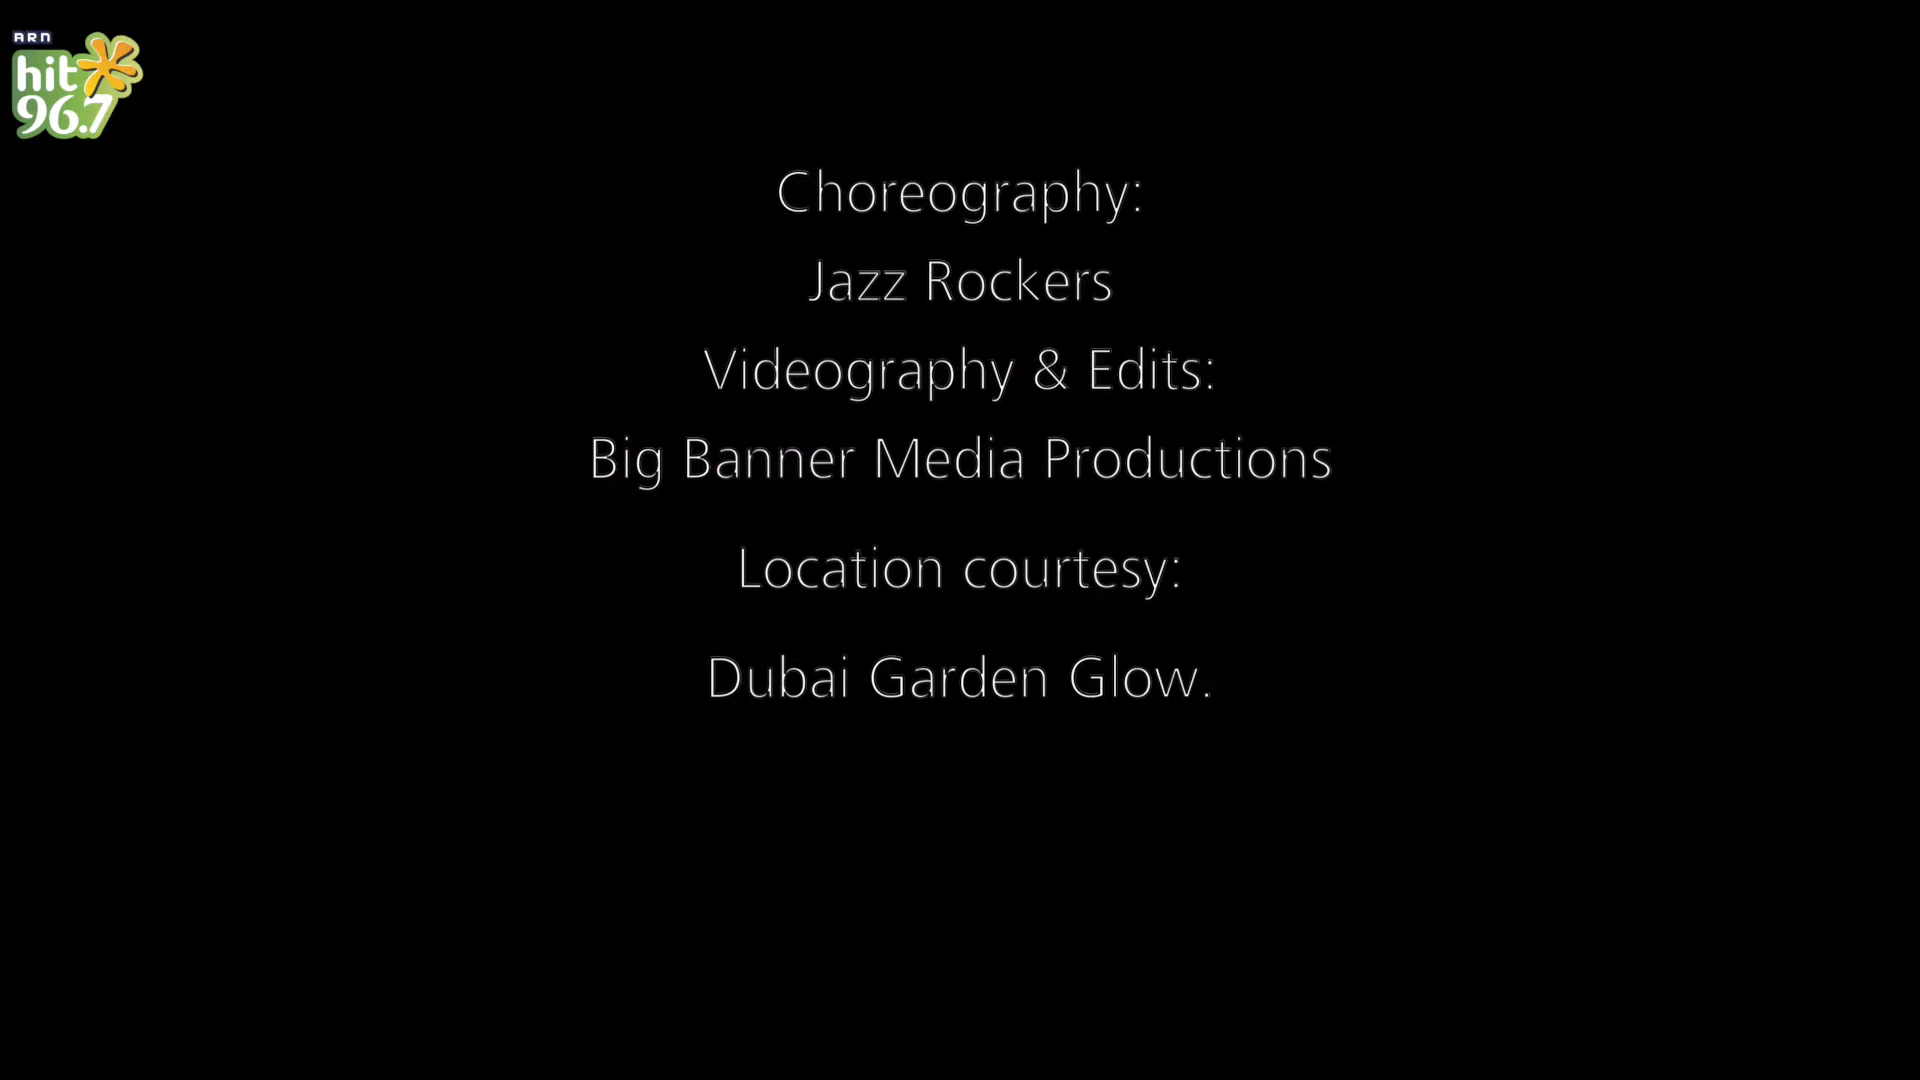 ARN
hit
96.7
Choreography:
Jazz Rockers
Videography & Edits:
Big Banner Media Productions
Location courtesy:
Dubai Garden Glow.